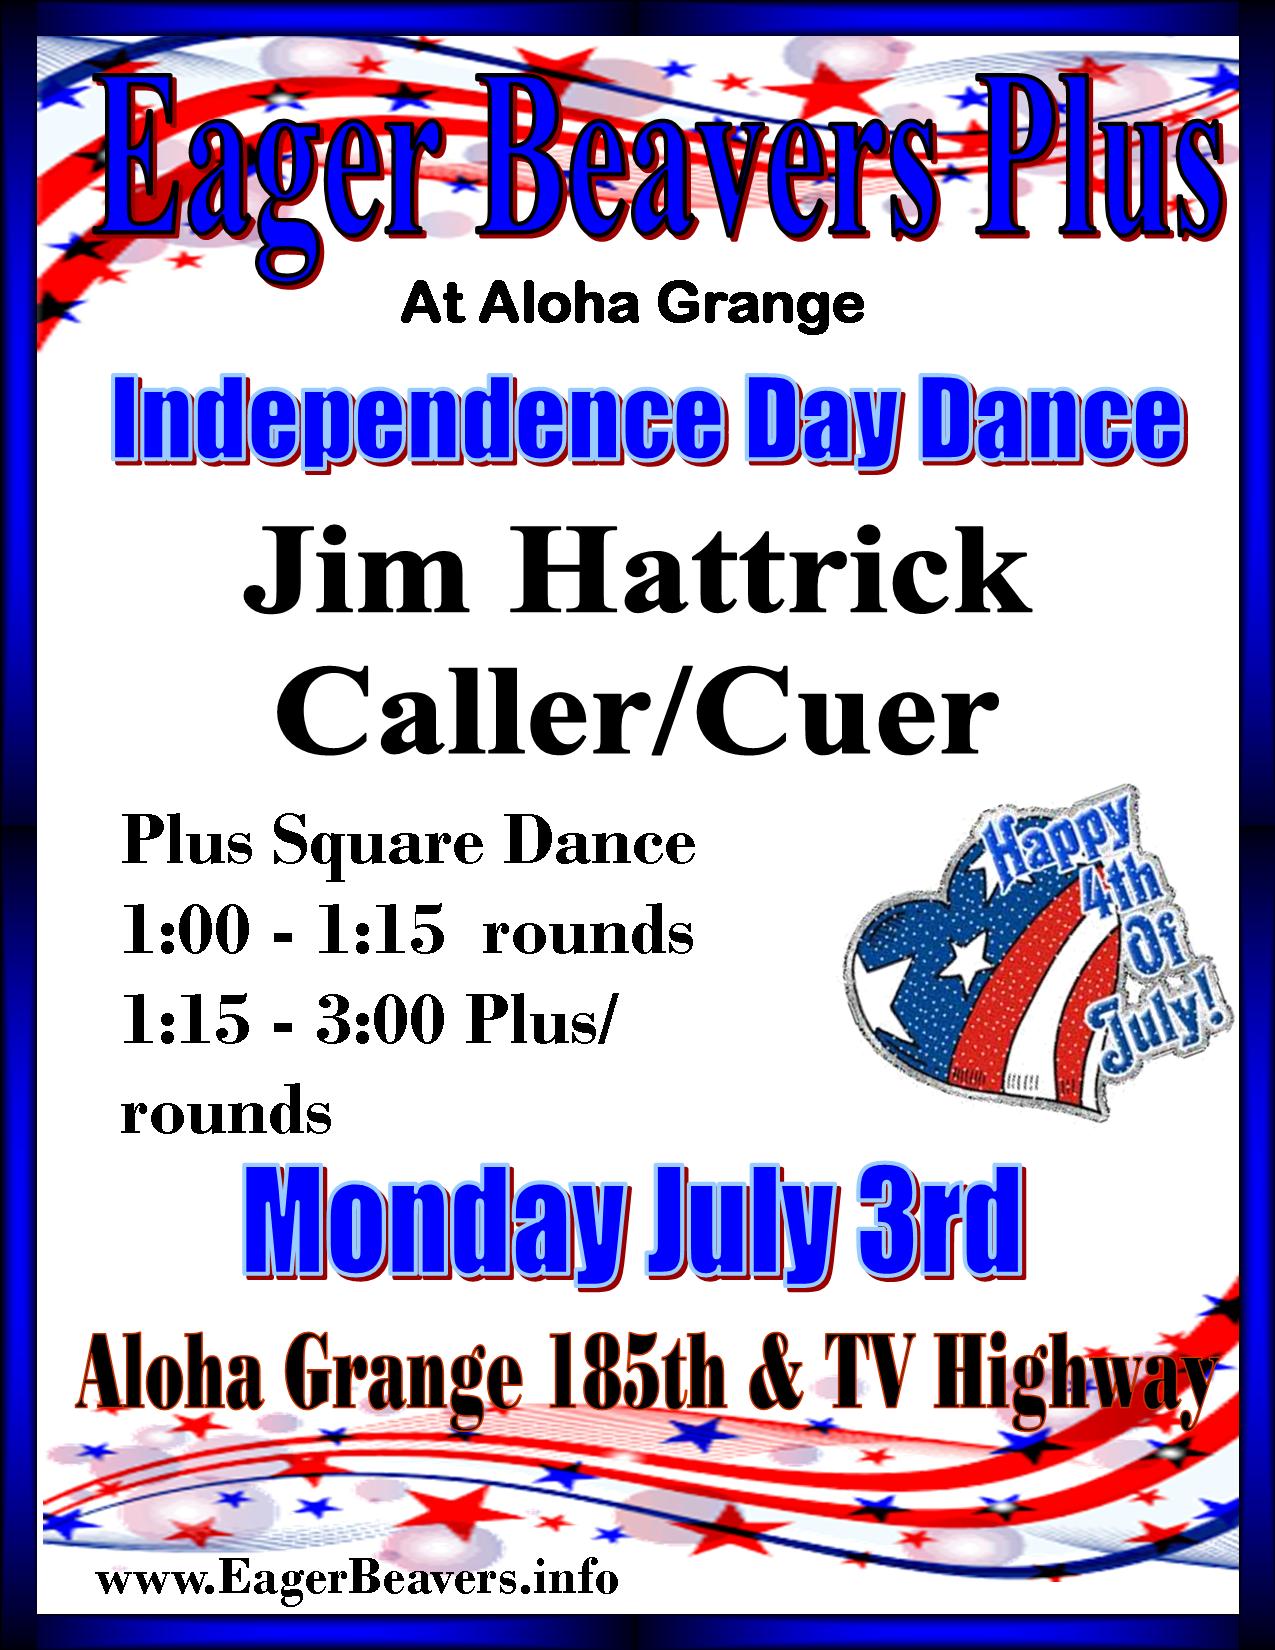 Eager Beavers Plus
At Aloha Grange
Independence Day Dance
Jim Hattrick
Caller/Cuer
Plus Square Dance
1:00 - 1:15 rounds
1:15 - 3:00 Plus/
rounds
Happy
4th
Of
July!
Monday July 3rd
Aloha Grange 185th & TV Highway
www.EagerBeavers.info